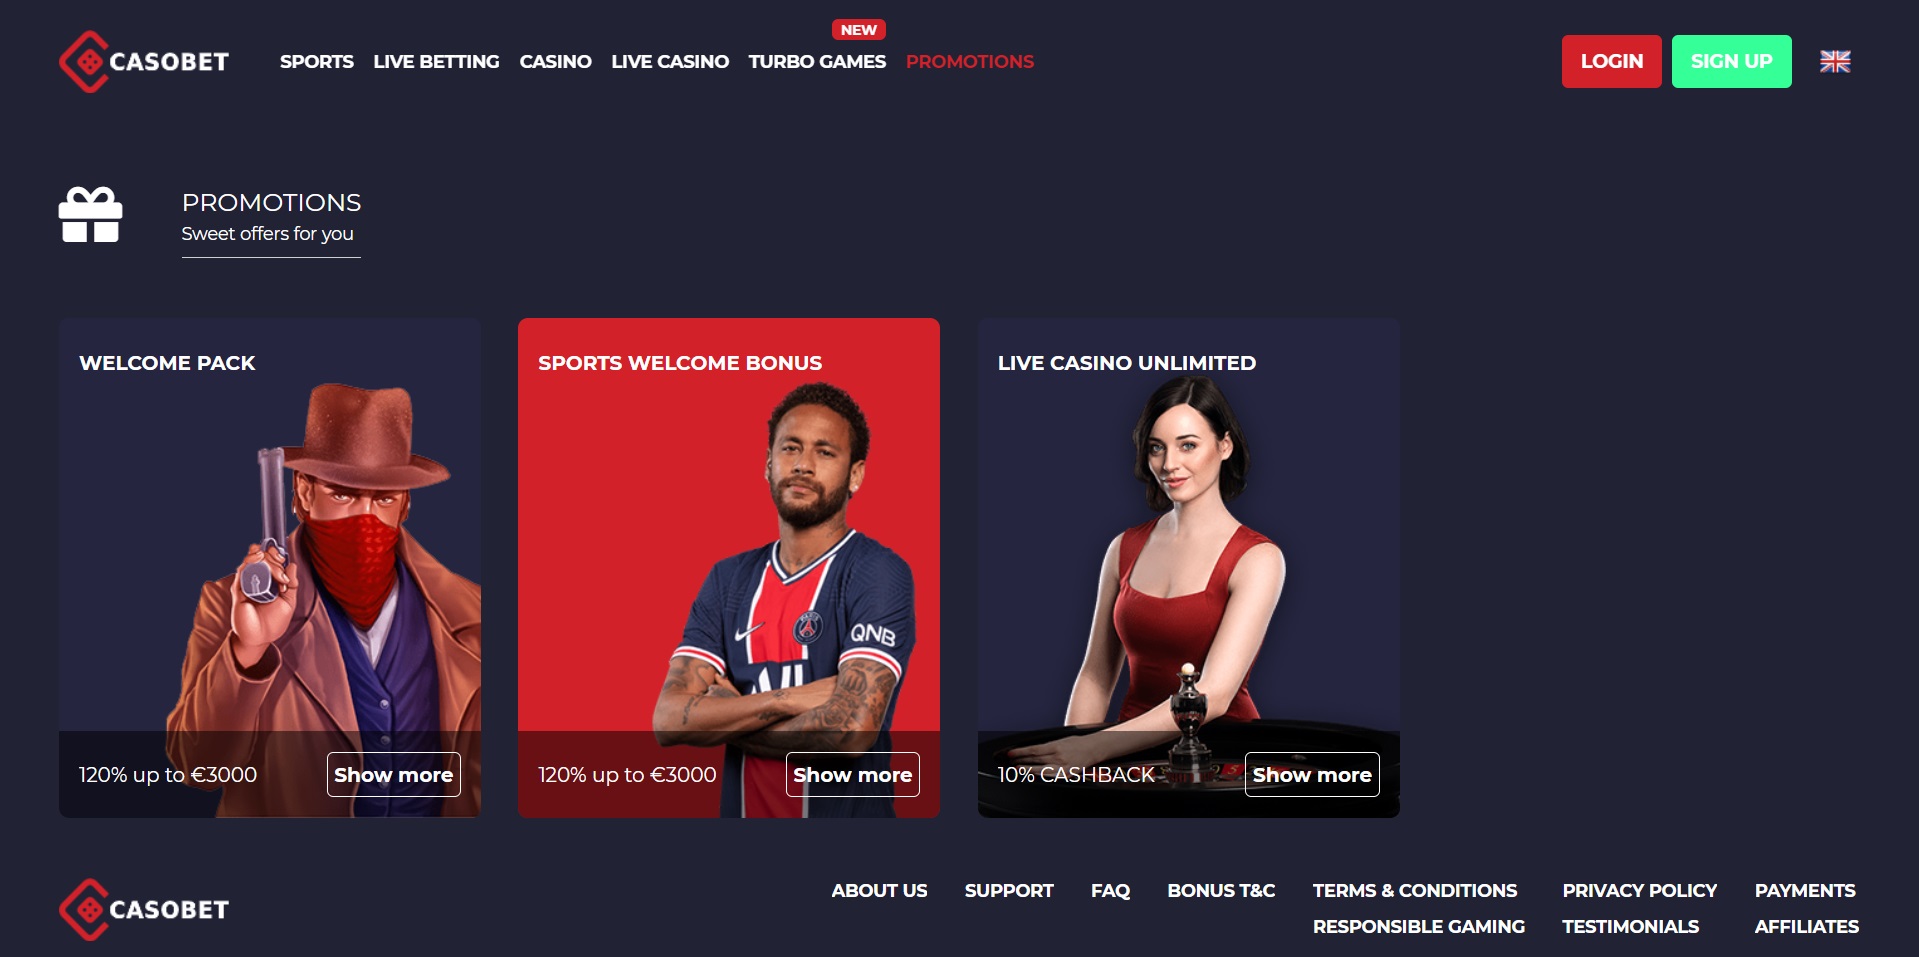 CASOBET
SPORTS LIVE BETTING CASINO LIVE CASINO TURBO GAMES NEW PROMOTIONS
LOGIN SIGN UP
PROMOTIONS
Sweet offers for you
WELCOME PACK
120% up to €3000 Show more
SPORTS WELCOME BONUS
QNB
120% up to €3000 Show more
LIVE CASINO UNLIMITED
10% CASHBACK Show more
CASOBET
ABOUT US SUPPORT FAQ BONUS T&C TERMS & CONDITIONS PRIVACY POLICY PAYMENTS
RESPONSIBLE GAMING TESTIMONIALS AFFILIATES